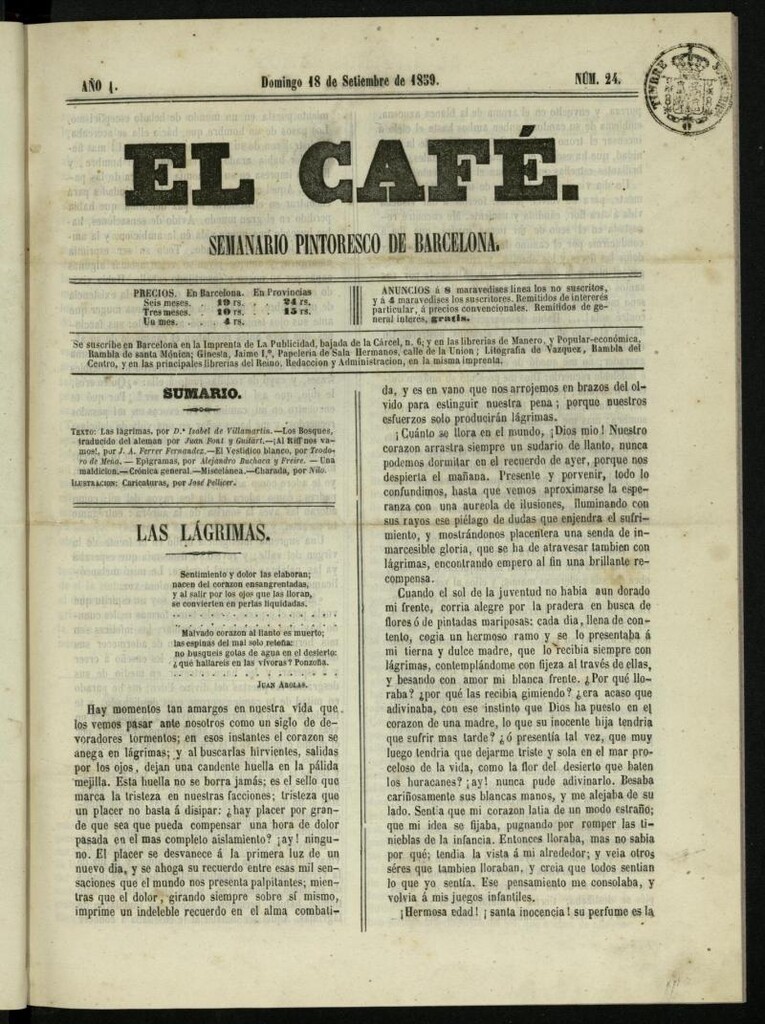 AÑO 1.
Domingo 18 de Setiembre de 1859.
NÚM. 24.
TIMBRE
EL CAFÉ.
SEMANARIO PINTORESCO DE BARCELONA.
PRECIOS. En Barcelona. En Provincias
Seis meses. . 19 rs. . . 24 rs.
Tres meses. . 10 rs. . . 15 rs.
Un mes. . . 4 rs.
ANUNCIOS á 8 maravedises linea los no suscritos,
y á 4 maravedises los suscritores. Remitidos de intererés
particular, á precios convencionales. Remitidos de ge-
neral interés, gratis.
Se suscribe en Barcelona en la Imprenta de La Publicidad, bajada de la Cárcel, n. 6; y en las librerias de Manero, y Popular-económica,
Rambla de santa Mónica; Ginesta, Jaime I,º, Papeleria de Sala Hermanos, calle de la Union; Litografia de Vazquez, Rambla del
Centro, y en las principales librerias del Reino. Redaccion y Administracion, en la misma imprenta.
SUMARIO.
TEXTO: Las lágrimas, por D.ª Isabel de Villamartin.—Los Bosques,
traducido del aleman por Juan Font y Guitart.—¡Al Riff nos va-
mos!, por J. A. Ferrer Fernandez.—El Vestidico blanco, por Teodo-
ro de Mena. — Epigramas, por Alejandro Buchaca y Freire. — Una
maldicion.—Crónica general.—Miscelánea.—Charada, por Nilo.
ILUSTRACION: Caricaturas, por José Pellicer.
LAS LÁGRIMAS.
Sentimiento y dolor las elaboran;
nacen del corazon ensangrentadas,
y al salir por los ojos que las lloran,
se convierten en perlas liquidadas.
. . . . . . . . . . . . . . . .
. . . . . . . . . . . . . . . .
Malvado corazon al llanto es muerto;
las espinas del mal solo retoña:
no busqueis gotas de agua en el desierto:
¿qué hallareis en las vívoras? Ponzoña.
. . . . . . . . . . . . . . . .
JUAN AROLAS.
Hay momentos tan amargos en nuestra vida que
los vemos pasar ante nosotros como un siglo de de-
voradores tormentos; en esos instantes el corazon se
anega en lágrimas; y al buscarlas hirvientes, salidas
por los ojos, dejan una candente huella en la pálida
mejilla. Esta huella no se borra jamás; es el sello que
marca la tristeza en nuestras facciones; tristeza que
un placer no basta á disipar: ¿hay placer por gran-
de que sea que pueda compensar una hora de dolor
pasada en el mas completo aislamiento? ¡ay! ningu-
no. El placer se desvanece á la primera luz de un
nuevo dia, y se ahoga su recuerdo entre esas mil sen-
saciones que el mundo nos presenta palpitantes; mien-
tras que el dolor, girando siempre sobre sí mismo,
imprime un indeleble recuerdo en el alma combati-
da, y es en vano que nos arrojemos en brazos del ol-
vido para estinguir nuestra pena; porque nuestros
esfuerzos solo producirán lágrimas.
¡Cuánto se llora en el mundo, ¡Dios mio! Nuestro
corazon arrastra siempre un sudario de llanto, nunca
podemos dormitar en el recuerdo de ayer, porque nos
despierta el mañana. Presente y porvenir, todo lo
confundimos, hasta que vemos aproximarse la espe-
ranza con una aureola de ilusiones, iluminando con
sus rayos ese piélago de dudas que enjendra el sufri-
miento, y mostrándonos placentera una senda de in-
marcesible gloria, que se ha de atravesar tambien con
lágrimas, encontrando empero al fin una brillante re-
compensa.
Cuando el sol de la juventud no habia aun dorado
mi frente, corria alegre por la pradera en busca de
flores ó de pintadas mariposas: cada dia, llena de con-
tento, cogia un hermoso ramo y se lo presentaba á
mi tierna y dulce madre, que lo recibia siempre con
lágrimas, contemplándome con fijeza al través de ellas,
y besando con amor mi blanca frente. ¿Por qué llo-
raba? ¿por qué las recibia gimiendo? ¿era acaso que
adivinaba, con ese instinto que Dios ha puesto en el
corazon de una madre, lo que su inocente hija tendria
que sufrir mas tarde? ¿ó presentía tal vez, que muy
luego tendria que dejarme triste y sola en el mar pro-
celoso de la vida, como la flor del desierto que baten
los huracanes? ¡ay! nunca pude adivinarlo. Besaba
cariñosamente sus blancas manos, y me alejaba de su
lado. Sentia que mi corazon latia de un modo estraño;
que mi idea se fijaba, pugnando por romper las ti-
nieblas de la infancia. Entonces lloraba, mas no sabia
por qué; tendia la vista á mi alrededor; y veia otros
séres que tambien lloraban, y creia que todos sentian
lo que yo sentía. Ese pensamiento me consolaba, y
volvia á mis juegos infantiles.
¡Hermosa edad! ¡santa inocencia! su perfume es la